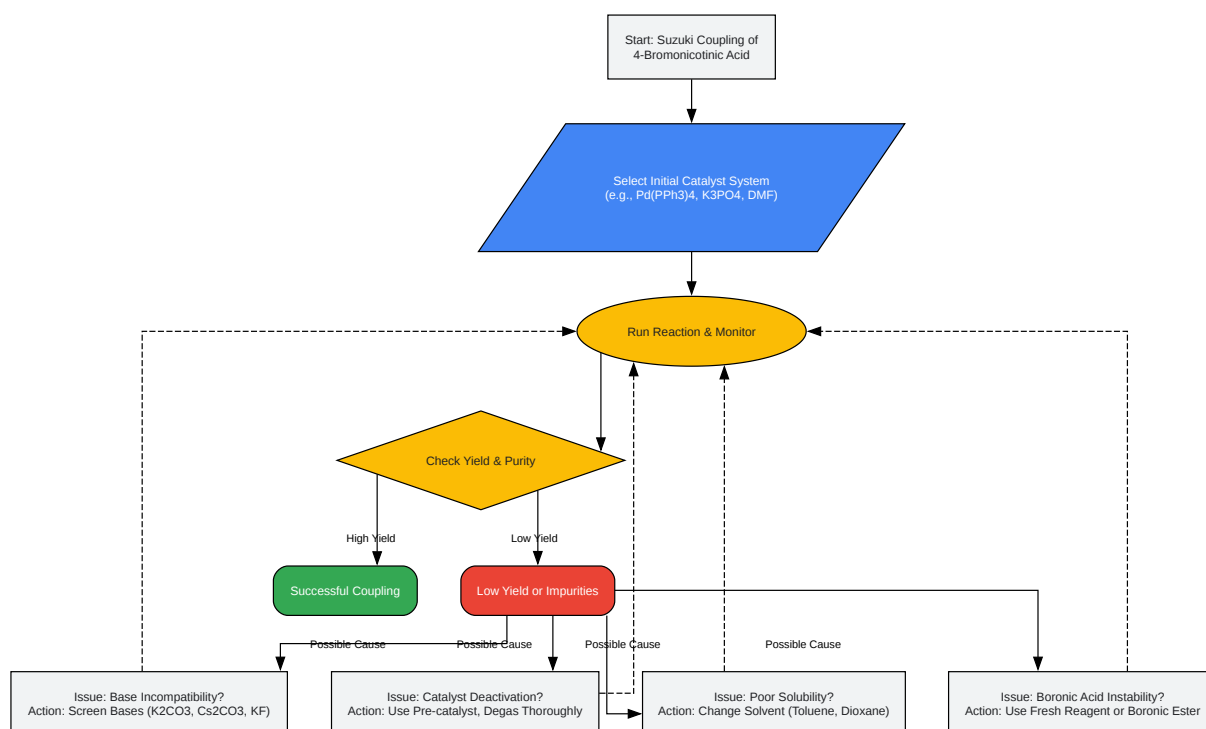 Start: Suzuki Coupling of
4-Bromonicotinic Acid
Select Initial Catalyst System
(e.g., Pd(PPh3)4, K3PO4, DMF)
Run Reaction & Monitor
Check Yield & Purity
High Yield
Low Yield
Successful Coupling
Low Yield or Impurities
Possible Cause
Possible Cause
Possible Cause
Possible Cause
Issue: Base Incompatibility?
Action: Screen Bases (K2CO3, Cs2CO3, KF)
Issue: Catalyst Deactivation?
Action: Use Pre-catalyst, Degas Thoroughly
Issue: Poor Solubility?
Action: Change Solvent (Toluene, Dioxane)
Issue: Boronic Acid Instability?
Action: Use Fresh Reagent or Boronic Ester